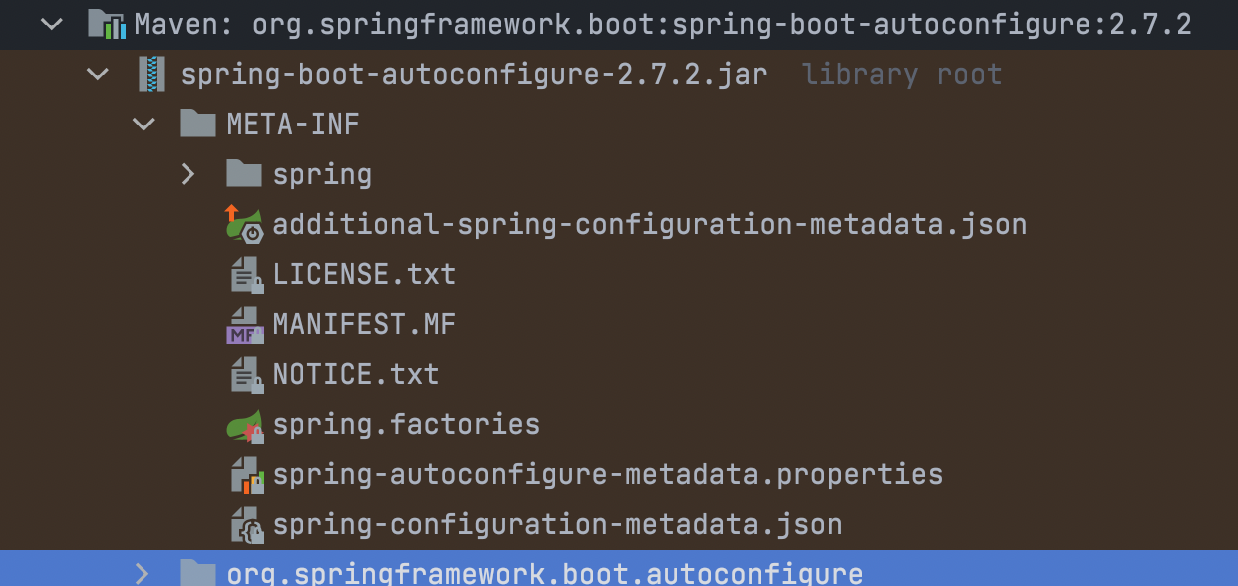 Maven: org.springframework.boot:spring-boot-autoconfigure:2.7.2
spring-boot-autoconfigure-2.7.2.jar library root
META-INF
spring
additional-spring-configuration-metadata.json
LICENSE.txt
MANIFEST.MF
NOTICE.txt
spring.factories
spring-autoconfigure-metadata.properties
spring-configuration-metadata.json
org.springframework.boot.autoconfigure